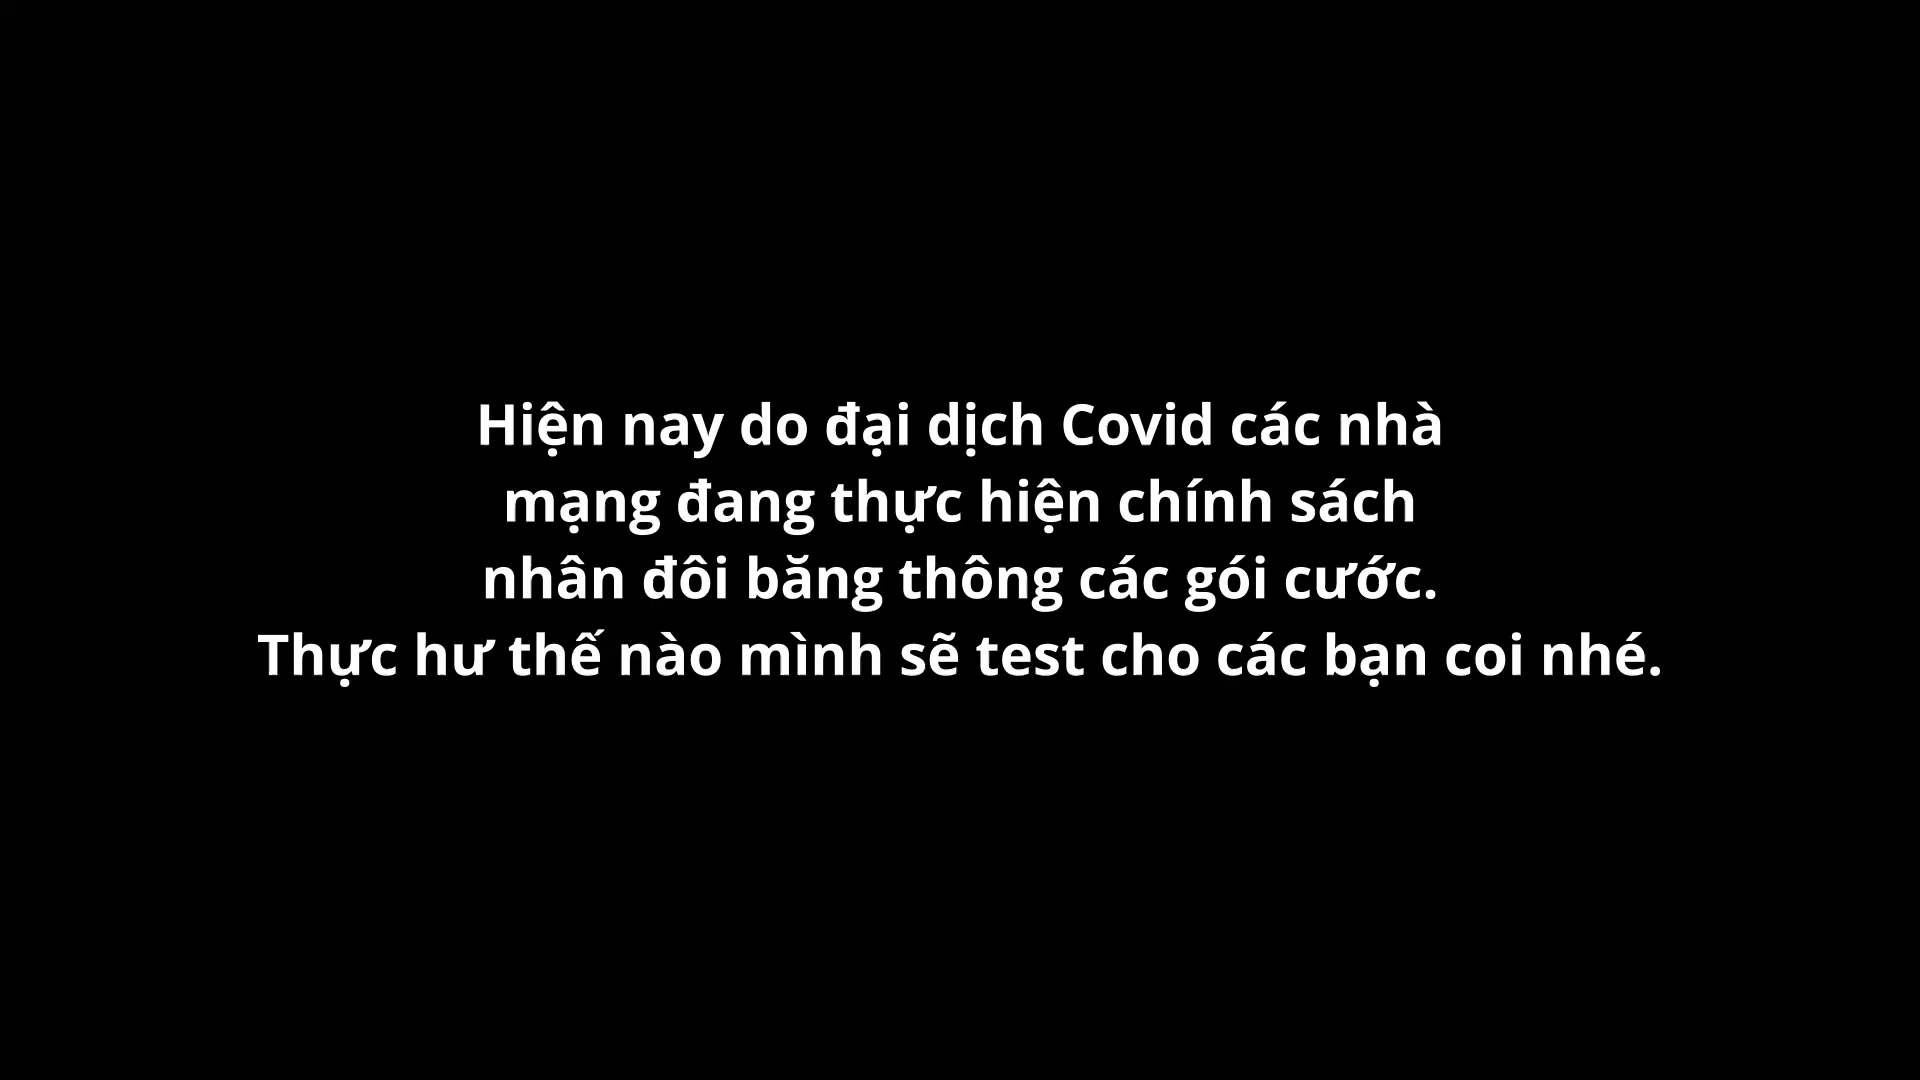 Hiện nay do đại dịch Covid các nhà
mạng đang thực hiện chính sách
nhân đôi băng thông các gói cước.
Thực hư thế nào mình sẽ test cho các bạn coi nhé.